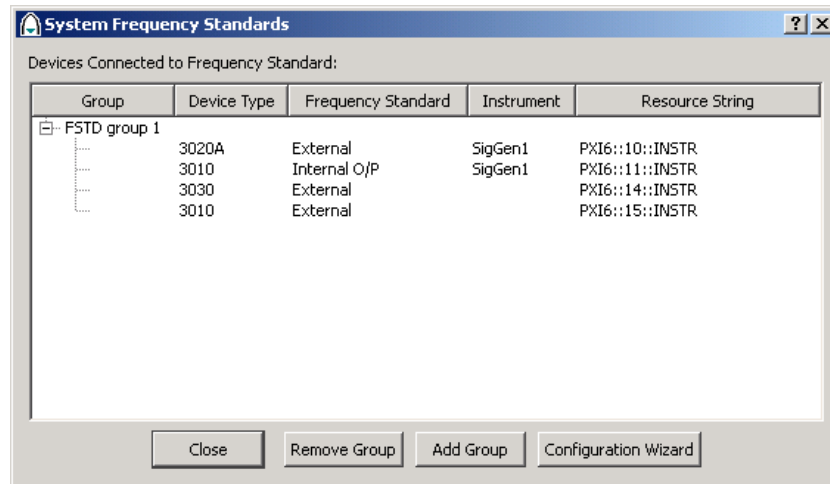 System Frequency Standards
Devices Connected to Frequency Standard:
Group Device Type Frequency Standard Instrument Resource String
FSTD group 1
3020A External SigGen1 PXI6::10::INSTR
3010 Internal O/P SigGen1 PXI6::11::INSTR
3030 External PXI6::14::INSTR
3010 External PXI6::15::INSTR
Close Remove Group Add Group Configuration Wizard